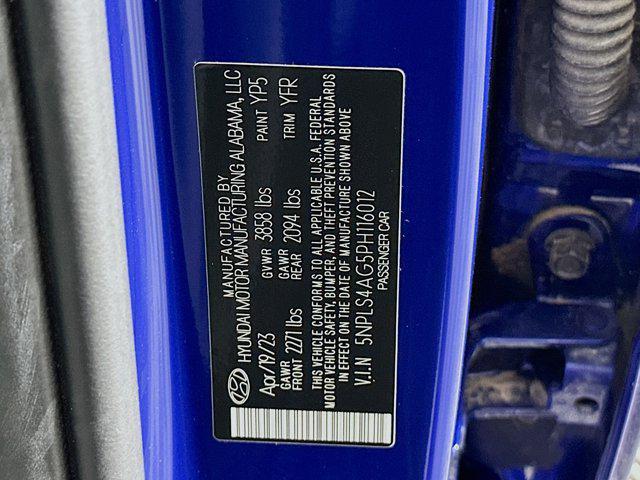 MANUFACTURED BY
HYUNDAI MOTOR MANUFACTURING ALABAMA, LLC
Apr/19/23 GVWR 3858 lbs PAINT YP5
GAWR FRONT 2271 lbs GAWR REAR 2094 lbs TRIM YFR
THIS VEHICLE CONFORMS TO ALL APPLICABLE U.S.A. FEDERAL
MOTOR VEHICLE SAFETY, BUMPER, AND THEFT PREVENTION STANDARDS
IN EFFECT ON THE DATE OF MANUFACTURE SHOWN ABOVE
V.I.N 5NPLS4AG5PH116012
PASSENGER CAR